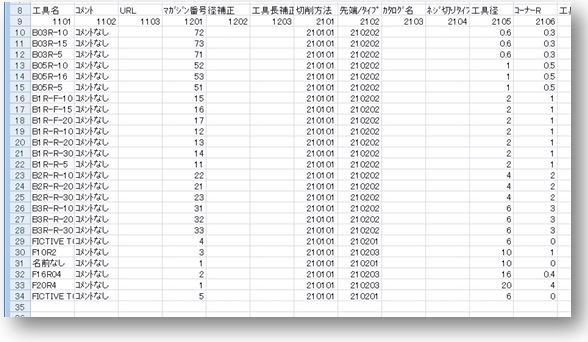 8 工具名 コメント URL マガジン番号 径補正 工具長補正 切削方法 先端/タイプ カタログ名 ネジ切りタイプ 工具径 コーナーR 工
9 1101 1102 1103 1201 1202 1203 2101 2102 2103 2104 2105 2106
10 B03R-10 コメントなし 72 210101 210202 0.6 0.3
11 B03R-15 コメントなし 73 210101 210202 0.6 0.3
12 B03R-5 コメントなし 71 210101 210202 0.6 0.3
13 B05R-10 コメントなし 52 210101 210202 1 0.5
14 B05R-16 コメントなし 53 210101 210202 1 0.5
15 B05R-5 コメントなし 51 210101 210202 1 0.5
16 B1R-F-10 コメントなし 15 210101 210202 2 1
17 B1R-F-15 コメントなし 16 210101 210202 2 1
18 B1R-F-20 コメントなし 17 210101 210202 2 1
19 B1R-R-10 コメントなし 12 210101 210202 2 1
20 B1R-R-20 コメントなし 13 210101 210202 2 1
21 B1R-R-30 コメントなし 14 210101 210202 2 1
22 B1R-R-5 コメントなし 11 210101 210202 2 1
23 B2R-R-10 コメントなし 22 210101 210202 4 2
24 B2R-R-20 コメントなし 21 210101 210202 4 2
25 B2R-R-30 コメントなし 23 210101 210202 4 2
26 B3R-R-10 コメントなし 31 210101 210202 6 3
27 B3R-R-20 コメントなし 32 210101 210202 6 3
28 B3R-R-30 コメントなし 33 210101 210202 6 3
29 FICTIVE TO コメントなし 4 210101 210201 6 0
30 F10R2 コメントなし 3 210101 210203 10 1
31 名前なし コメントなし 1 210101 210201 10 0
32 F16R04 コメントなし 2 210101 210203 16 0.4
33 F20R4 コメントなし 1 210101 210203 20 4
34 FICTIVE TO コメントなし 5 210101 210201 6 0
35